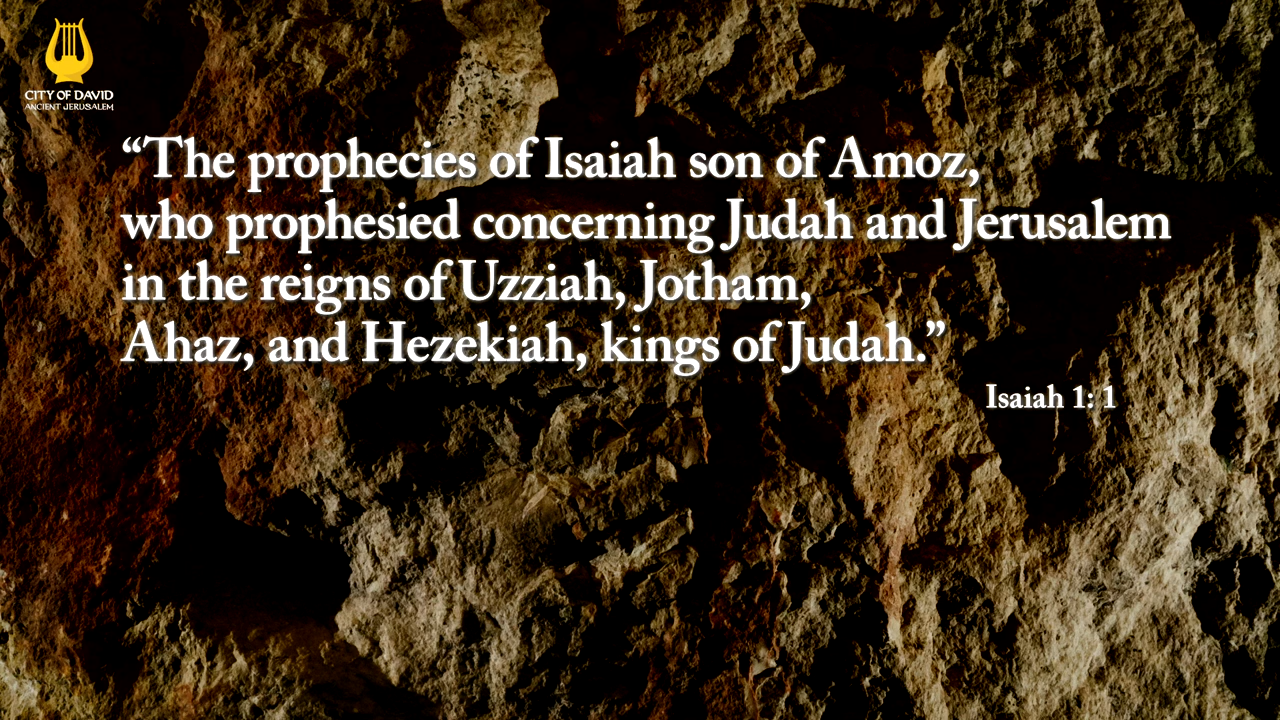 CITY OF DAVID
ANCIENT JERUSALEM
“The prophecies of Isaiah son of Amoz,
who prophesied concerning Judah and Jerusalem
in the reigns of Uzziah, Jotham,
Ahaz, and Hezekiah, kings of Judah.”
Isaiah 1: 1